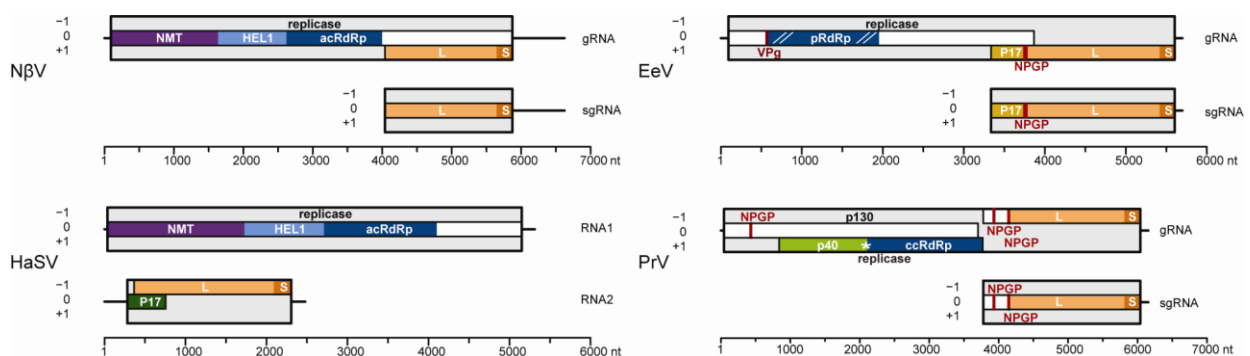 −1 replicase
0 NMT HEL1 acRdRp gRNA
+1 L S
NβV
−1
0 L S sgRNA
+1
1 1000 2000 3000 4000 5000 6000 7000 nt
−1 replicase
0 NMT HEL1 acRdRp RNA1
+1
HaSV
−1 L S
0 P17 RNA2
+1
1 1000 2000 3000 4000 5000 6000 nt
−1 replicase
0 pRdRp gRNA
+1 VPg P17 L S
NPGP
EeV
−1
0 P17 L S sgRNA
+1 NPGP
1 1000 2000 3000 4000 5000 6000 nt
−1 NPGP p130 L S
0 NPGP gRNA
+1 p40 * ccRdRp NPGP
replicase
PrV
−1 NPGP
0 L S sgRNA
+1 NPGP
1 1000 2000 3000 4000 5000 6000 7000 nt